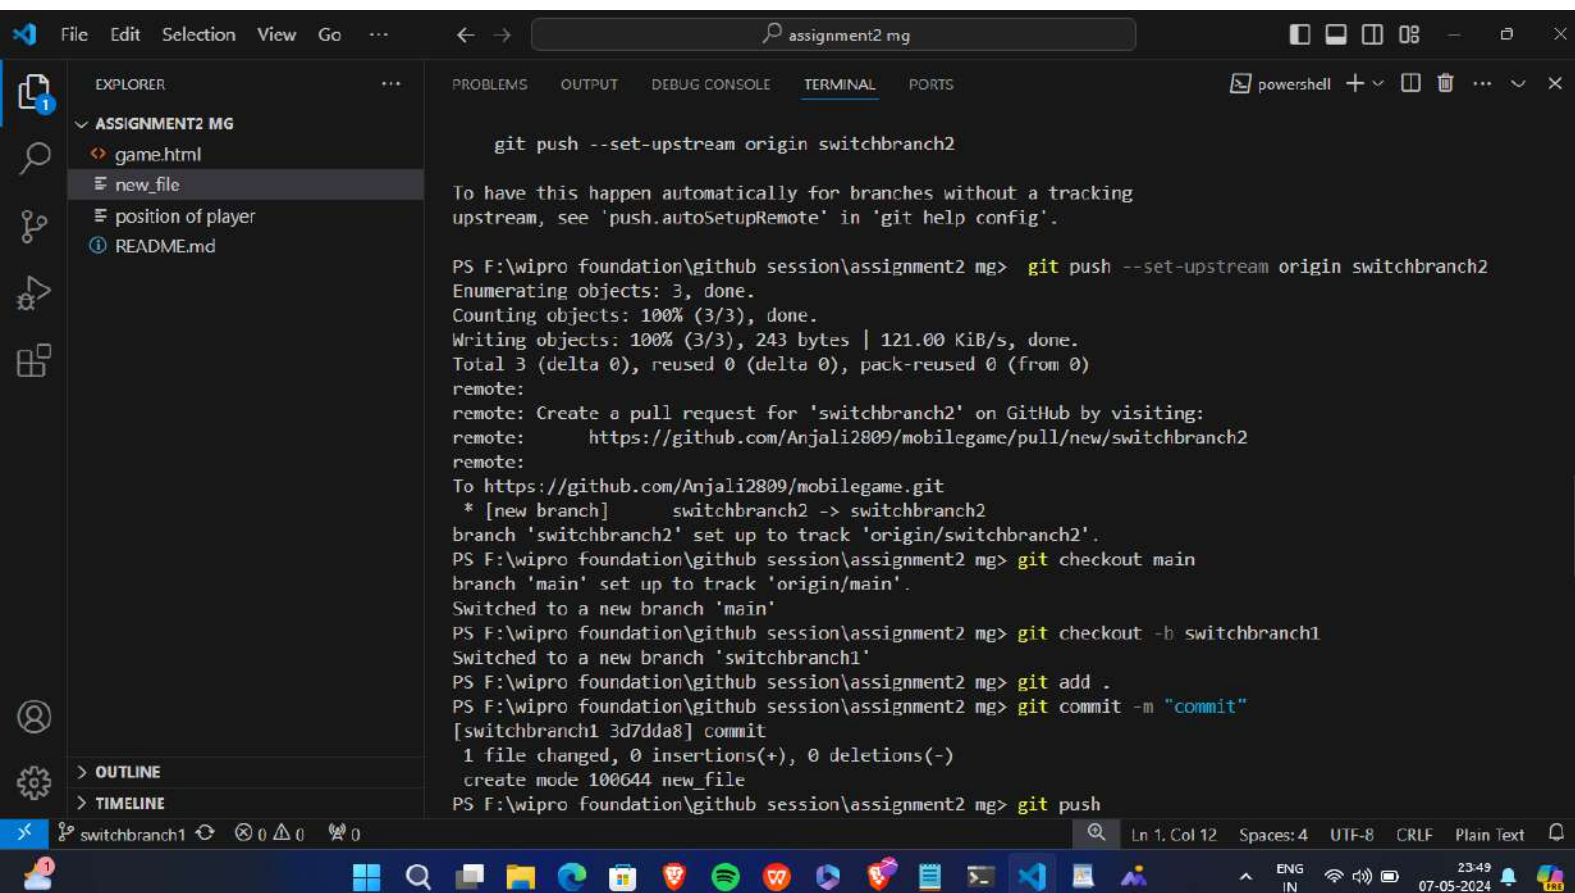 File Edit Selection View Go ··· ← → assignment2 mg
EXPLORER ···
PROBLEMS OUTPUT DEBUG CONSOLE TERMINAL PORTS
powershell
1
ASSIGNMENT2 MG
game.html
new_file
position of player
README.md
OUTLINE
TIMELINE
git push --set-upstream origin switchbranch2
To have this happen automatically for branches without a tracking
upstream, see 'push.autoSetupRemote' in 'git help config'.
PS F:\wipro foundation\github session\assignment2 mg> git push --set-upstream origin switchbranch2
Enumerating objects: 3, done.
Counting objects: 100% (3/3), done.
Writing objects: 100% (3/3), 243 bytes | 121.00 KiB/s, done.
Total 3 (delta 0), reused 0 (delta 0), pack-reused 0 (from 0)
remote:
remote: Create a pull request for 'switchbranch2' on GitHub by visiting:
remote:      https://github.com/Anjali2809/mobilegame/pull/new/switchbranch2
remote:
To https://github.com/Anjali2809/mobilegame.git
 * [new branch]      switchbranch2 -> switchbranch2
branch 'switchbranch2' set up to track 'origin/switchbranch2'.
PS F:\wipro foundation\github session\assignment2 mg> git checkout main
branch 'main' set up to track 'origin/main'.
Switched to a new branch 'main'
PS F:\wipro foundation\github session\assignment2 mg> git checkout -b switchbranch1
Switched to a new branch 'switchbranch1'
PS F:\wipro foundation\github session\assignment2 mg> git add .
PS F:\wipro foundation\github session\assignment2 mg> git commit -m "commit"
[switchbranch1 3d7dda8] commit
 1 file changed, 0 insertions(+), 0 deletions(-)
 create mode 100644 new_file
PS F:\wipro foundation\github session\assignment2 mg> git push
switchbranch1 0 0 0
Ln 1, Col 12 Spaces: 4 UTF-8 CRLF Plain Text
1
ENG
IN
23:49
07-05-2024
PRE